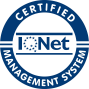 CERTIFIED
IQNet
MANAGEMENT SYSTEM